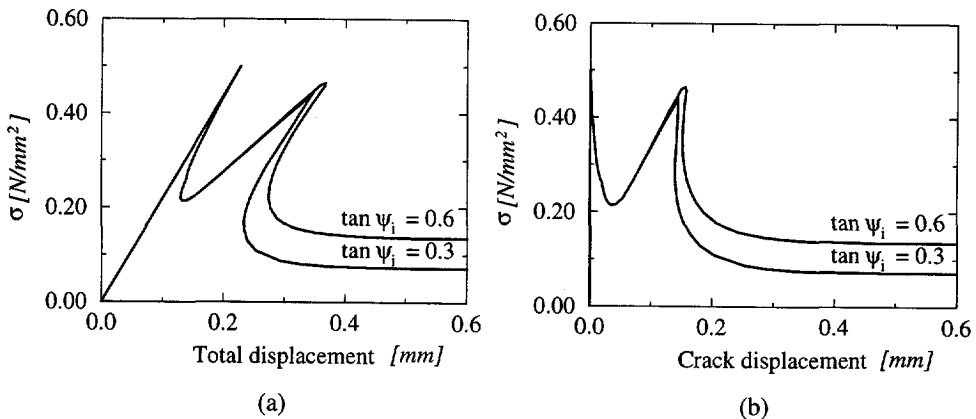 0.60
0.40
0.20
0.00
σ [N/mm²]
tan ψi = 0.6
tan ψi = 0.3
0.0 0.2 0.4 0.6
Total displacement [mm]
(a)
0.60
0.40
0.20
0.00
σ [N/mm²]
tan ψi = 0.6
tan ψi = 0.3
0.0 0.2 0.4 0.6
Crack displacement [mm]
(b)